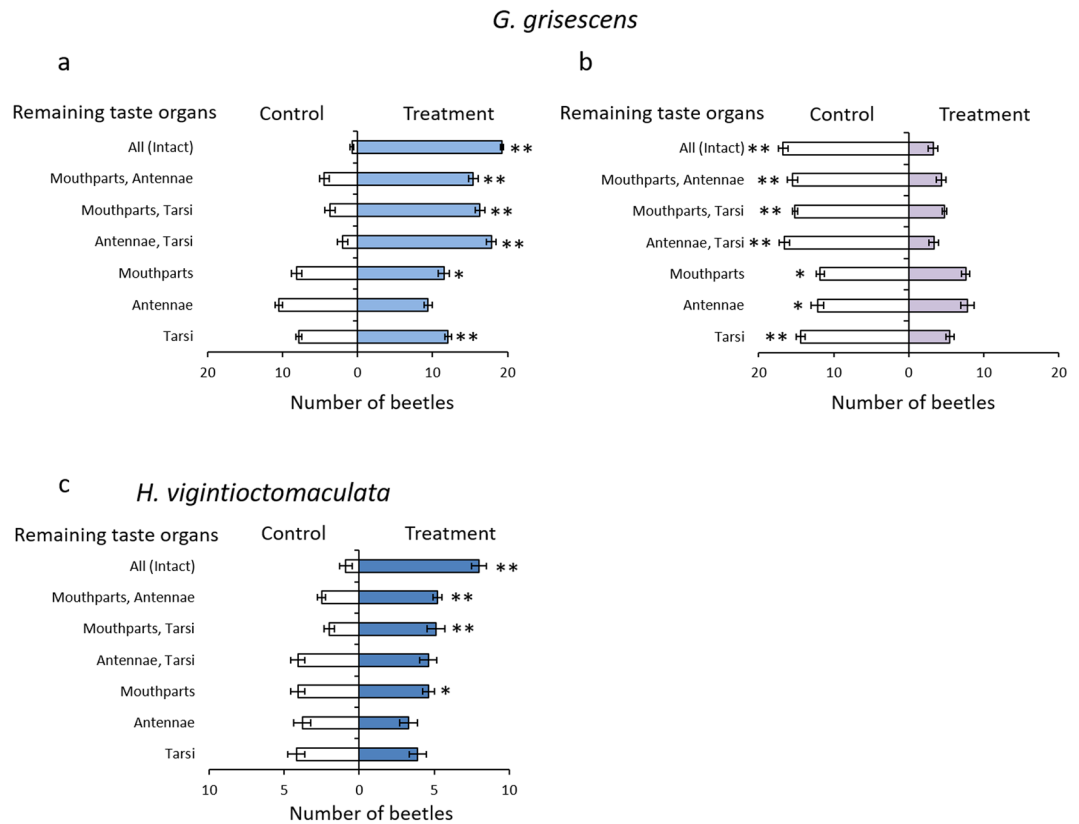 G. grisescens
a
Remaining taste organs Control Treatment
All (Intact) **
Mouthparts, Antennae **
Mouthparts, Tarsi **
Antennae, Tarsi **
Mouthparts *
Antennae
Tarsi **
20 10 0 10 20
Number of beetles
b
Remaining taste organs Control Treatment
All (Intact) **
Mouthparts, Antennae **
Mouthparts, Tarsi **
Antennae, Tarsi **
Mouthparts *
Antennae *
Tarsi **
20 10 0 10 20
Number of beetles
c H. vigintioctomaculata
Remaining taste organs Control Treatment
All (Intact) **
Mouthparts, Antennae **
Mouthparts, Tarsi **
Antennae, Tarsi
Mouthparts *
Antennae
Tarsi
10 5 0 5 10
Number of beetles